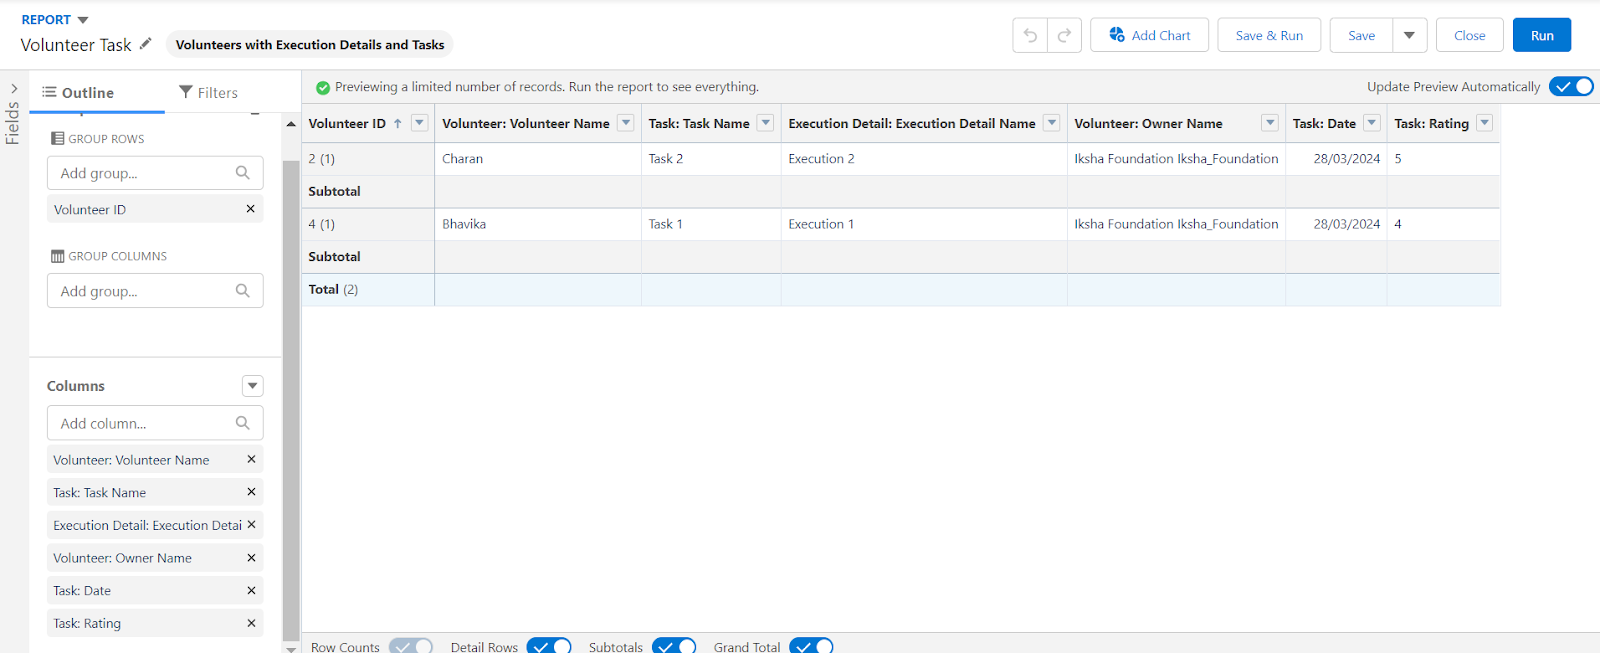 REPORT
Volunteer Task
Volunteers with Execution Details and Tasks
Add Chart
Save & Run
Save
Close
Run
Fields
Outline
Filters
GROUP ROWS
Add group...
Volunteer ID
GROUP COLUMNS
Add group...
Columns
Add column...
Volunteer: Volunteer Name
Task: Task Name
Execution Detail: Execution Detai
Volunteer: Owner Name
Task: Date
Task: Rating
Previewing a limited number of records. Run the report to see everything.
Update Preview Automatically
Volunteer ID Volunteer: Volunteer Name Task: Task Name Execution Detail: Execution Detail Name Volunteer: Owner Name Task: Date Task: Rating
2 (1) Charan Task 2 Execution 2 Iksha Foundation Iksha_Foundation 28/03/2024 5
Subtotal
4 (1) Bhavika Task 1 Execution 1 Iksha Foundation Iksha_Foundation 28/03/2024 4
Subtotal
Total (2)
Row Counts Detail Rows Subtotals Grand Total